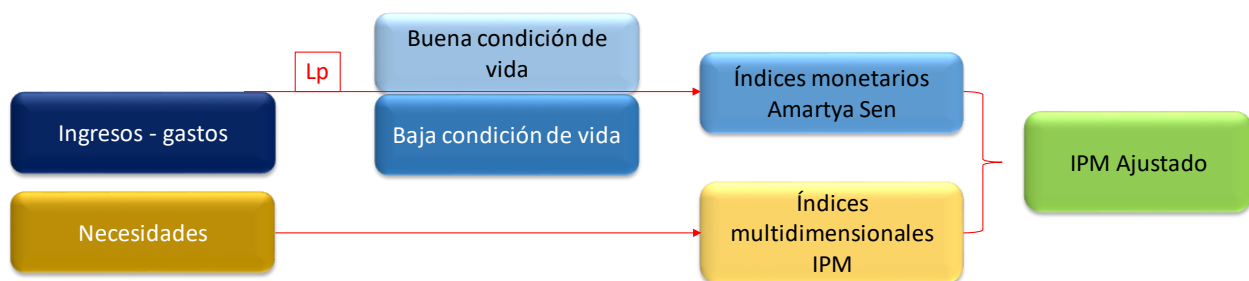 Ingresos - gastos
Necesidades
Lp
Buena condición de
vida
Baja condición de vida
Índices monetarios
Amartya Sen
Índices
multidimensionales
IPM
IPM Ajustado